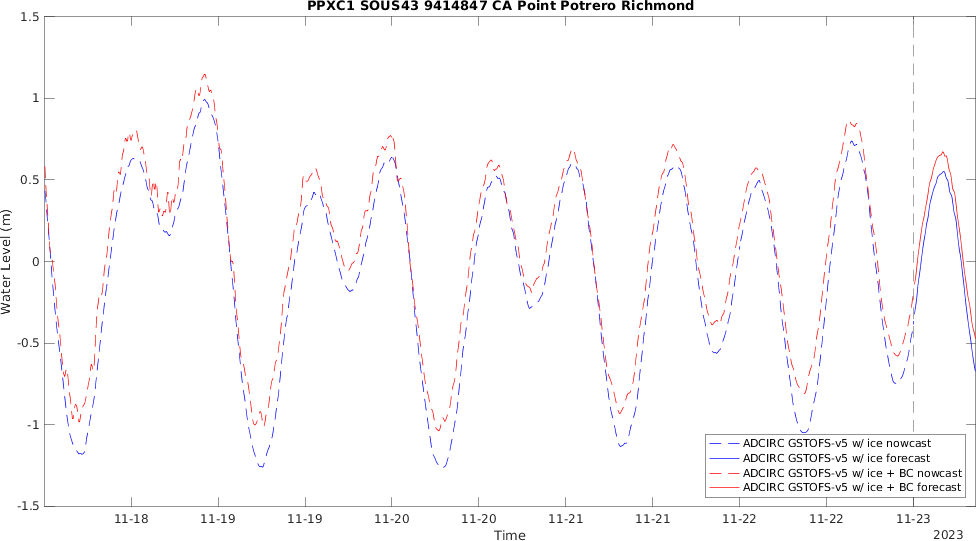 PPXC1 SOUS43 9414847 CA Point Potrero Richmond
1.5
1
0.5
0
-0.5
-1
-1.5
Water Level (m)
ADCIRC GSTOFS-v5 w/ ice nowcast
ADCIRC GSTOFS-v5 w/ ice forecast
ADCIRC GSTOFS-v5 w/ ice + BC nowcast
ADCIRC GSTOFS-v5 w/ ice + BC forecast
11-18 11-19 11-19 11-20 11-20 11-21 11-21 11-22 11-22 11-23
Time
2023